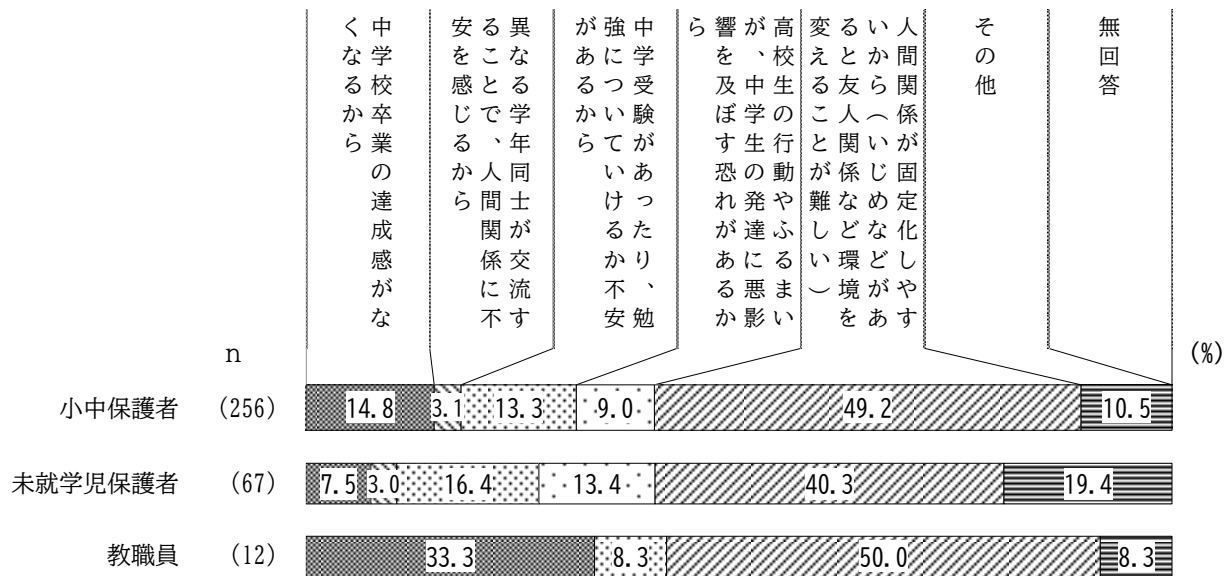 中学校卒業の達成感がな
くなるから
異なる学年同士が交流す
ることで、人間関係に不
安を感じるから
中学受験があったり、勉
強についていけるか不安
があるから
高校生の行動やふるまい
が、中学生の発達に悪影
響を及ぼす恐れがあるか
ら
人間関係が固定化しやす
いから（いじめなどがあ
ると友人関係など環境を
変えることが難しい）
その他
無回答
n
(%)
小中保護者 (256) 14.8 3.1 13.3 9.0 49.2 10.5
未就学児保護者 (67) 7.5 3.0 16.4 13.4 40.3 19.4
教職員 (12) 33.3 8.3 50.0 8.3